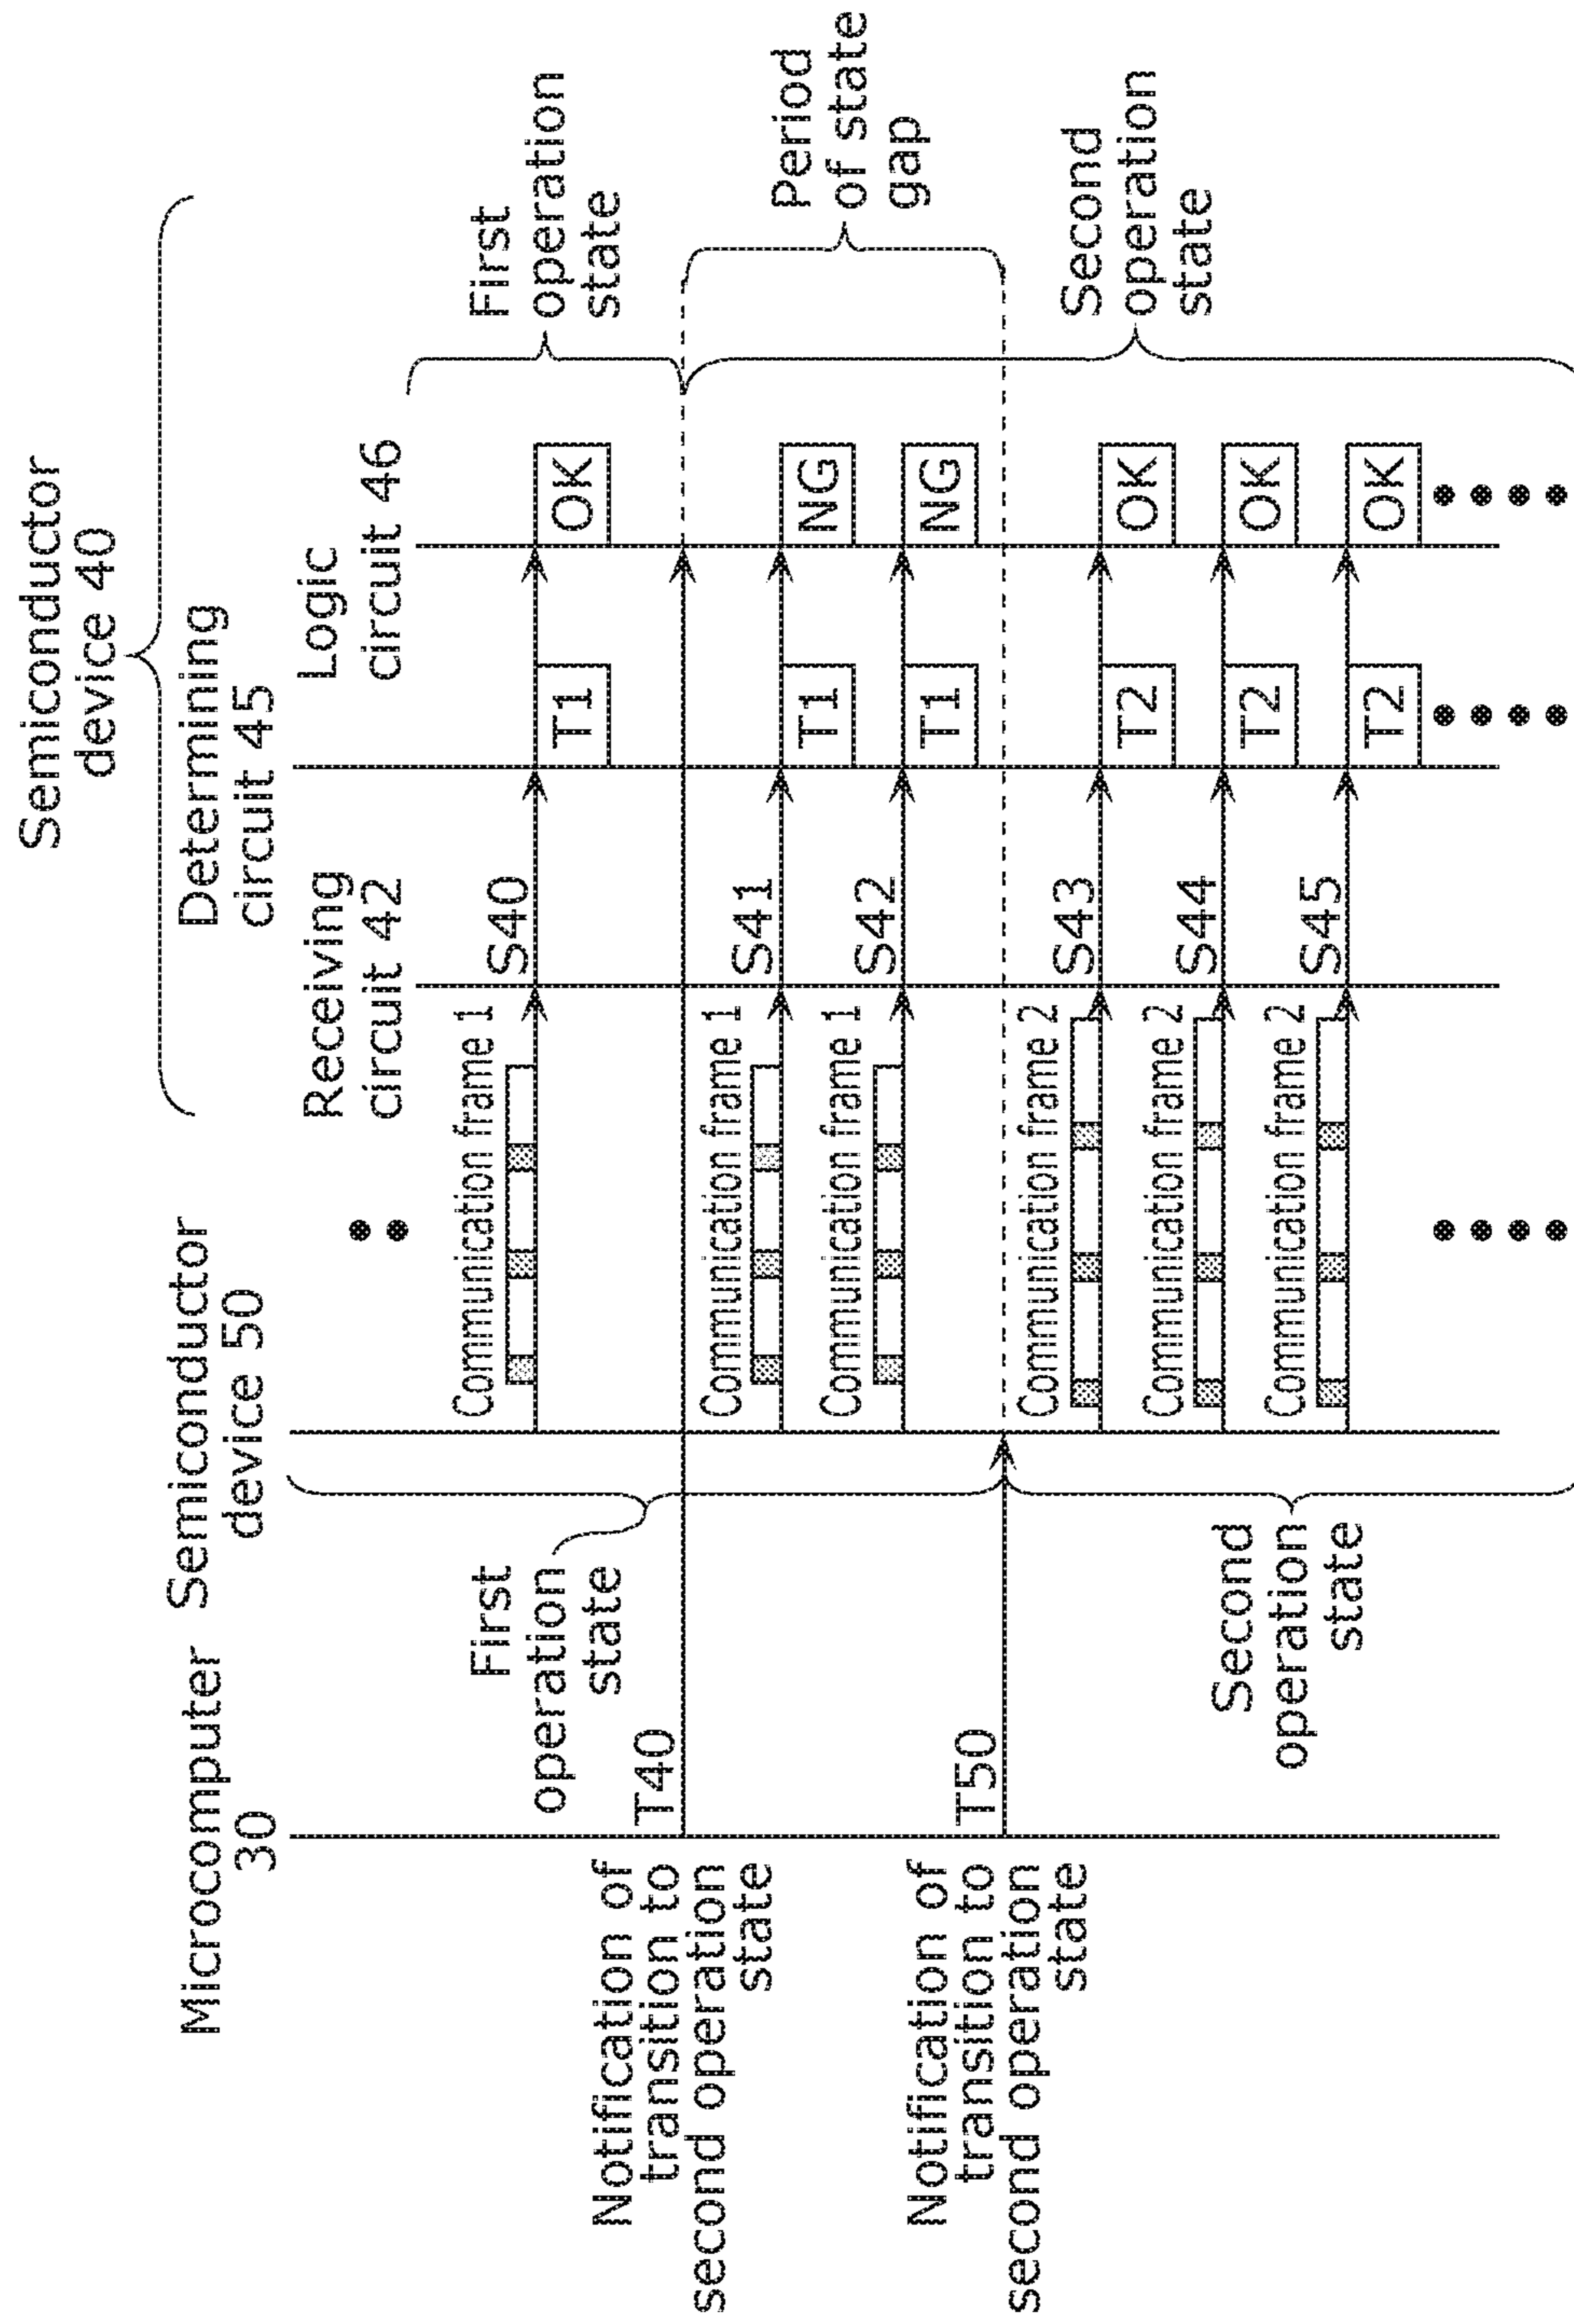 Semiconductor
device 40
Microcomputer
30
Semiconductor
device 50
Receiving
circuit 42
Determining
circuit 45
Logic
circuit 46
First
operation
state
Communication frame 1
S40
T1
OK
First
operation
state
Notification of
transition to
second operation
state
T40
Communication frame 1
S41
T1
NG
Communication frame 1
S42
T1
NG
Period
of state
gap
Notification of
transition to
second operation
state
T50
Communication frame 2
S43
T2
OK
Second
operation
state
Communication frame 2
S44
T2
OK
Second
operation
state
Communication frame 2
S45
T2
OK